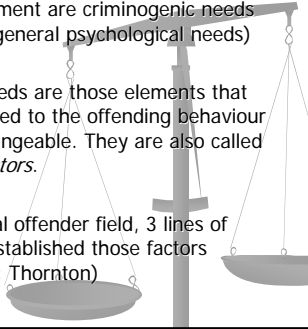 ment are criminogenic needs
general psychological needs)
eds are those elements that
ed to the offending behaviour
ngeable. They are also called
tors.
al offender field, 3 lines of
stablished those factors
Thornton)